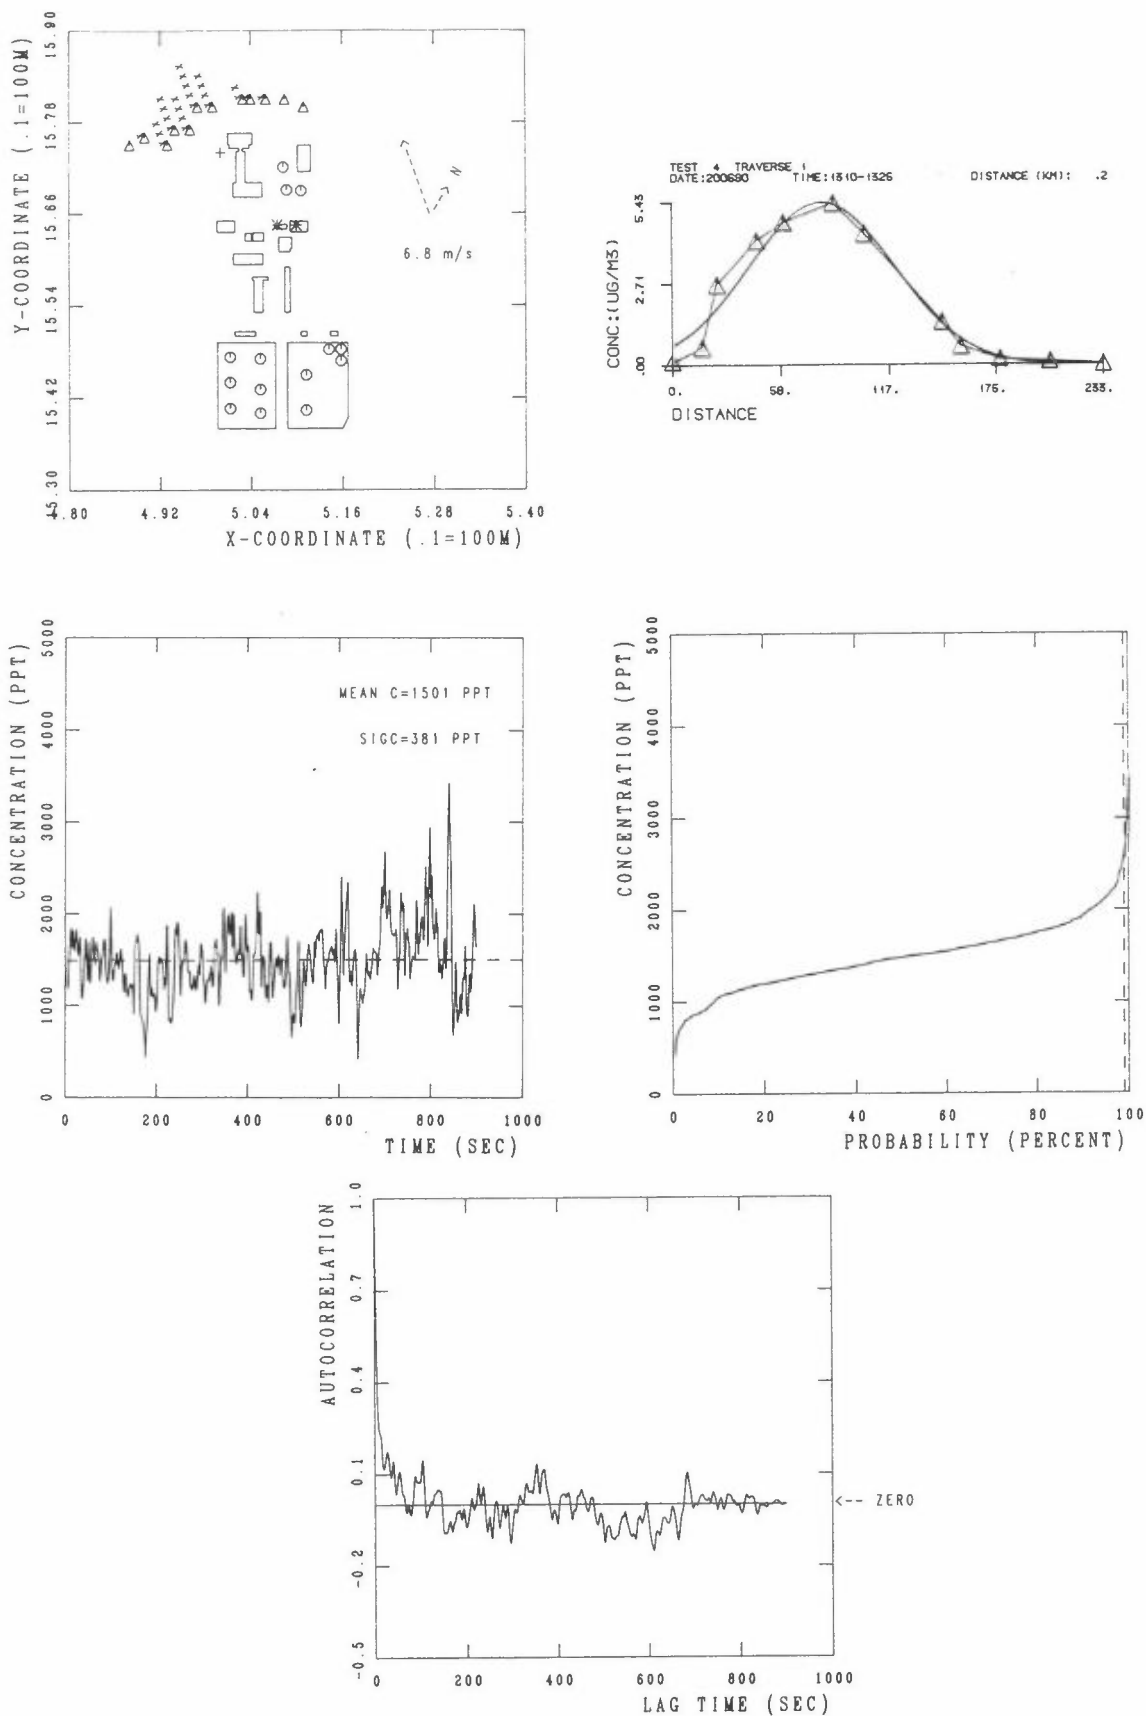 Y-COORDINATE (.1=100M)
15.90
15.78
15.66
15.54
15.42
15.30
N
6.8 m/s
4.80 4.92 5.04 5.16 5.28 5.40
X-COORDINATE (.1=100M)
TEST 4 TRAVERSE 1
DATE:200680 TIME:1310-1326 DISTANCE (KM): .2
CONC:(UG/M3)
5.43
2.71
.00
0. 58. 117. 175. 233.
DISTANCE
CONCENTRATION (PPT)
5000
4000
3000
2000
1000
0
MEAN C=1501 PPT
SIGC=381 PPT
0 200 400 600 800 1000
TIME (SEC)
CONCENTRATION (PPT)
5000
4000
3000
2000
1000
0
0 20 40 60 80 100
PROBABILITY (PERCENT)
AUTOCORRELATION
1.0
0.7
0.4
0.1
-0.2
-0.5
<-- ZERO
0 200 400 600 800 1000
LAG TIME (SEC)